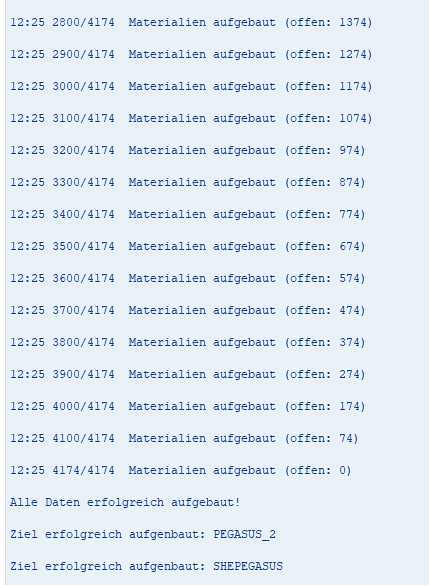 12:25 2800/4174  Materialien aufgebaut (offen: 1374)
12:25 2900/4174  Materialien aufgebaut (offen: 1274)
12:25 3000/4174  Materialien aufgebaut (offen: 1174)
12:25 3100/4174  Materialien aufgebaut (offen: 1074)
12:25 3200/4174  Materialien aufgebaut (offen: 974)
12:25 3300/4174  Materialien aufgebaut (offen: 874)
12:25 3400/4174  Materialien aufgebaut (offen: 774)
12:25 3500/4174  Materialien aufgebaut (offen: 674)
12:25 3600/4174  Materialien aufgebaut (offen: 574)
12:25 3700/4174  Materialien aufgebaut (offen: 474)
12:25 3800/4174  Materialien aufgebaut (offen: 374)
12:25 3900/4174  Materialien aufgebaut (offen: 274)
12:25 4000/4174  Materialien aufgebaut (offen: 174)
12:25 4100/4174  Materialien aufgebaut (offen: 74)
12:25 4174/4174  Materialien aufgebaut (offen: 0)
Alle Daten erfolgreich aufgebaut!
Ziel erfolgreich aufgenbaut: PEGASUS_2
Ziel erfolgreich aufgenbaut: SHEPEGASUS